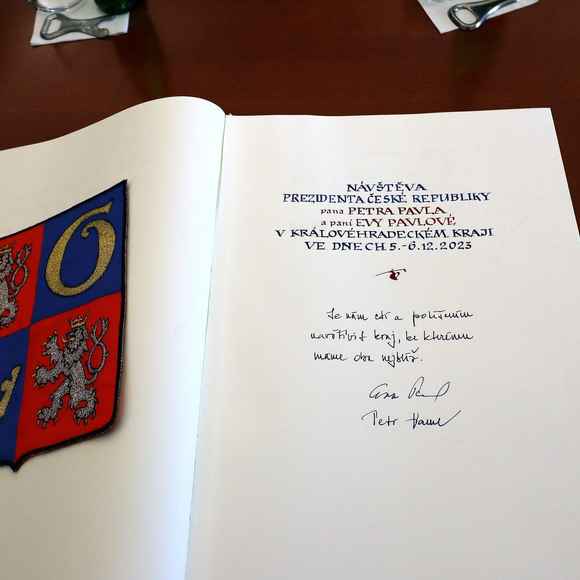 G
NÁVŠTĚVA
PREZIDENTA ČESKÉ REPUBLIKY
pana PETRA PAVLA
a paní EVY PAVLOVÉ
V KRÁLOVÉHRADECKÉM KRAJI
VE DNECH 5.-6.12.2023
Je nám ctí a potěšením
navštívit kraj, ke kterému
máme oba nejblíž.
Petr Pavel